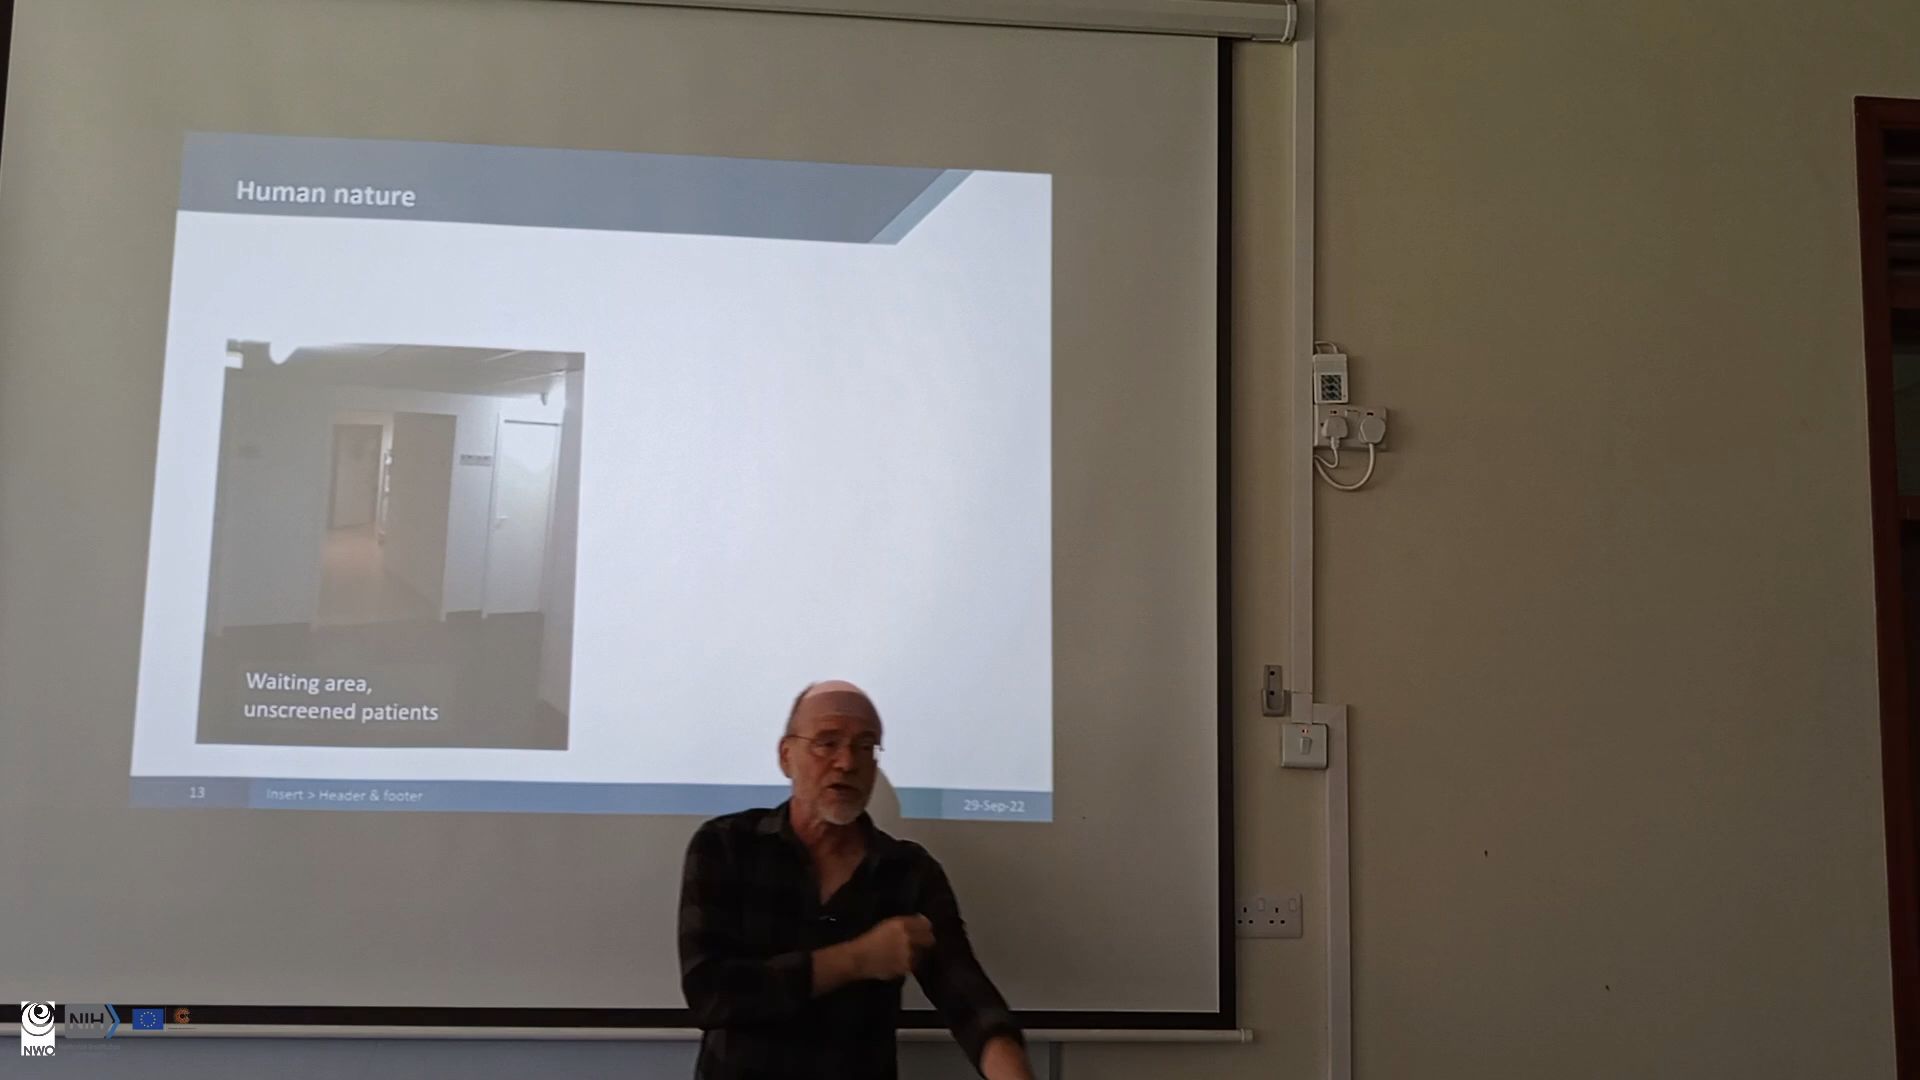 Human nature
Waiting area,
unscreened patients
13
Insert > Header & footer
29-Sep-22
NWO
NIH